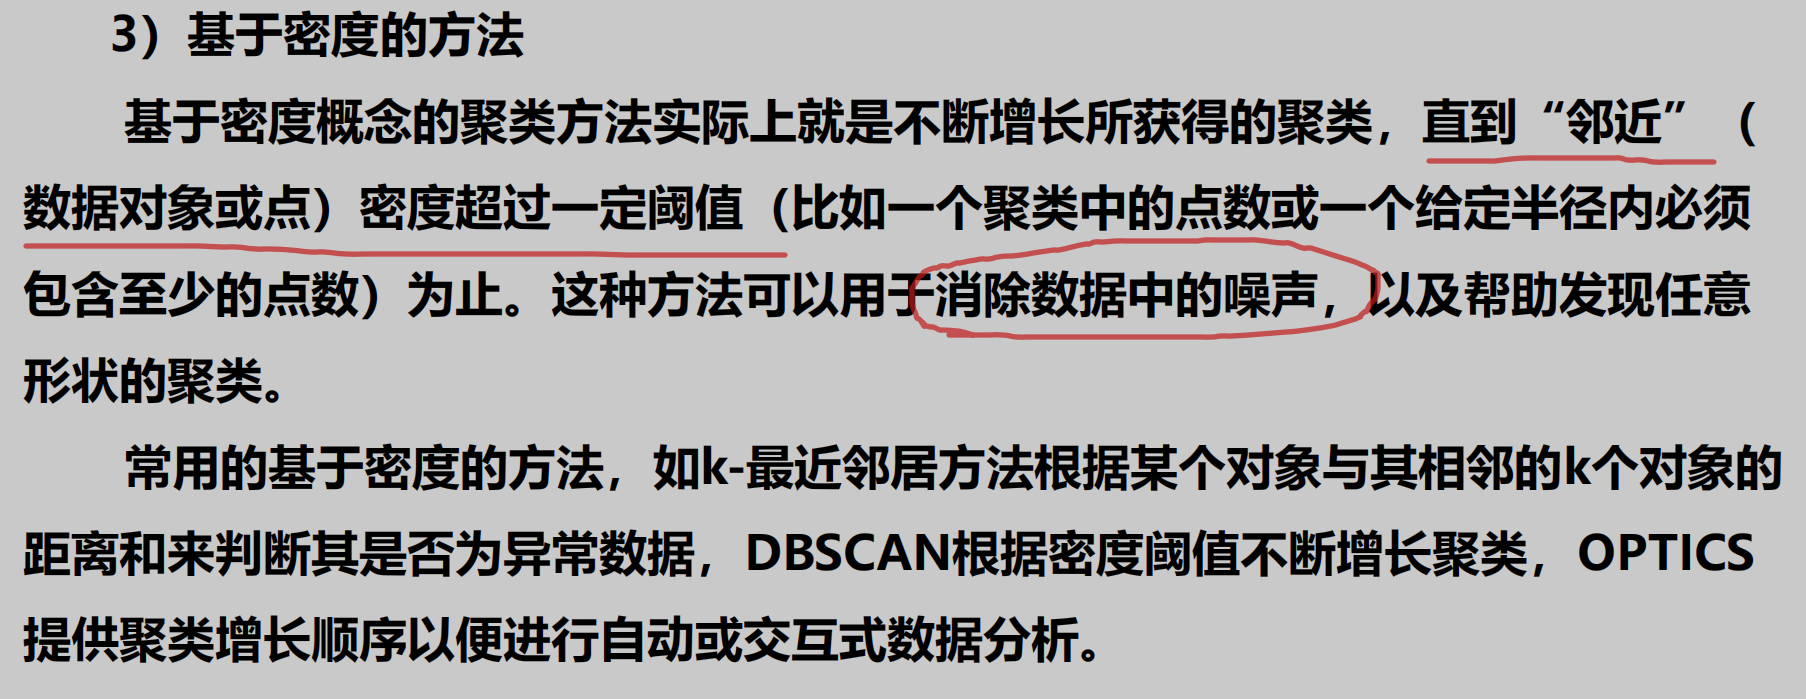 3）基于密度的方法
基于密度概念的聚类方法实际上就是不断增长所获得的聚类，直到“邻近”（
数据对象或点）密度超过一定阈值（比如一个聚类中的点数或一个给定半径内必须
包含至少的点数）为止。这种方法可以用于消除数据中的噪声，以及帮助发现任意
形状的聚类。
常用的基于密度的方法，如k-最近邻居方法根据某个对象与其相邻的k个对象的
距离和来判断其是否为异常数据，DBSCAN根据密度阈值不断增长聚类，OPTICS
提供聚类增长顺序以便进行自动或交互式数据分析。